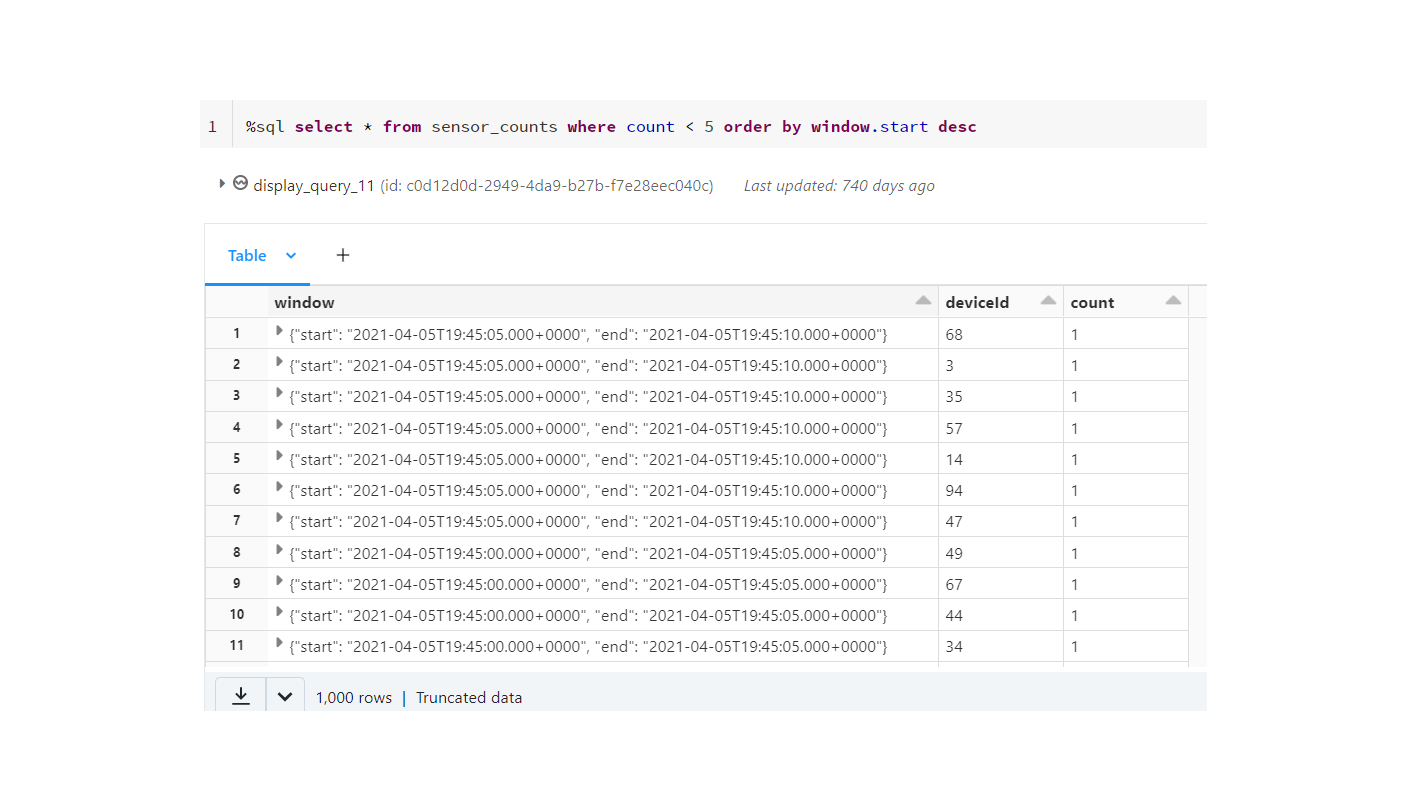 1 %sql select * from sensor_counts where count < 5 order by window.start desc
display_query_11 (id: c0d12d0d-2949-4da9-b27b-f7e28eec040c) Last updated: 740 days ago
Table +
window deviceId count
1 {"start": "2021-04-05T19:45:05.000+0000", "end": "2021-04-05T19:45:10.000+0000"} 68 1
2 {"start": "2021-04-05T19:45:05.000+0000", "end": "2021-04-05T19:45:10.000+0000"} 3 1
3 {"start": "2021-04-05T19:45:05.000+0000", "end": "2021-04-05T19:45:10.000+0000"} 35 1
4 {"start": "2021-04-05T19:45:05.000+0000", "end": "2021-04-05T19:45:10.000+0000"} 57 1
5 {"start": "2021-04-05T19:45:05.000+0000", "end": "2021-04-05T19:45:10.000+0000"} 14 1
6 {"start": "2021-04-05T19:45:05.000+0000", "end": "2021-04-05T19:45:10.000+0000"} 94 1
7 {"start": "2021-04-05T19:45:05.000+0000", "end": "2021-04-05T19:45:10.000+0000"} 47 1
8 {"start": "2021-04-05T19:45:00.000+0000", "end": "2021-04-05T19:45:05.000+0000"} 49 1
9 {"start": "2021-04-05T19:45:00.000+0000", "end": "2021-04-05T19:45:05.000+0000"} 67 1
10 {"start": "2021-04-05T19:45:00.000+0000", "end": "2021-04-05T19:45:05.000+0000"} 44 1
11 {"start": "2021-04-05T19:45:00.000+0000", "end": "2021-04-05T19:45:05.000+0000"} 34 1
1,000 rows | Truncated data